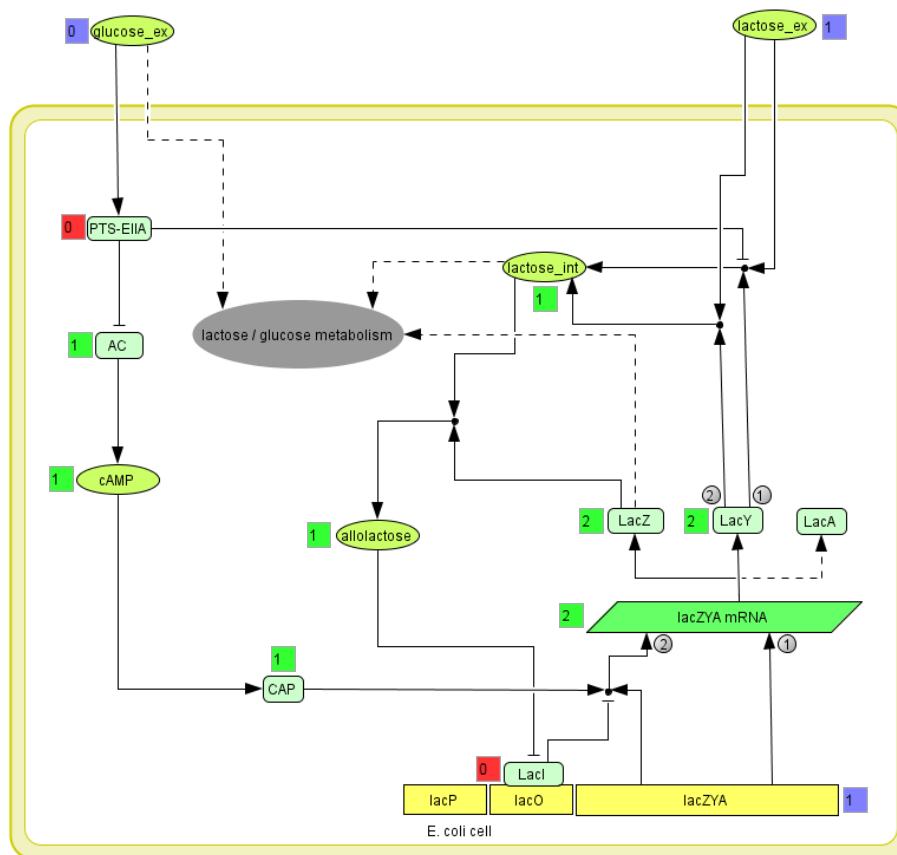 0 glucose_ex
lactose_ex 1
0 PTS-EIIA
lactose_int
1
lactose / glucose metabolism
1 AC
1 cAMP
2 1
2 LacZ
2 LacY
LacA
1 allolactose
2 lacZYA mRNA
2 1
1
CAP
0 LacI
lacP lacO lacZYA 1
E. coli cell